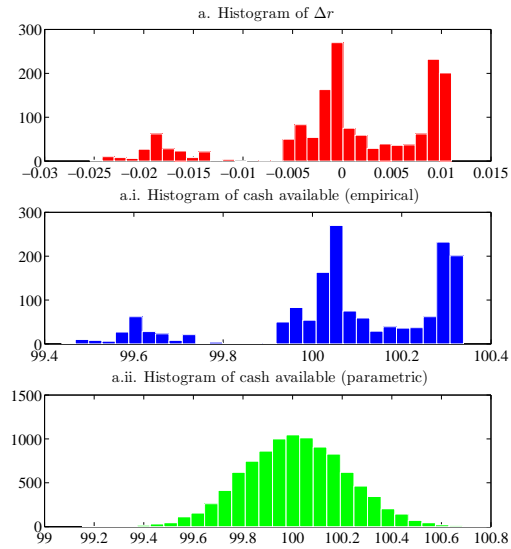 a. Histogram of Δr
300
200
100
0
−0.03 −0.025 −0.02 −0.015 −0.01 −0.005 0 0.005 0.01 0.015
a.i. Histogram of cash available (empirical)
300
200
100
0
99.4 99.6 99.8 100 100.2 100.4
a.ii. Histogram of cash available (parametric)
1500
1000
500
0
99 99.2 99.4 99.6 99.8 100 100.2 100.4 100.6 100.8